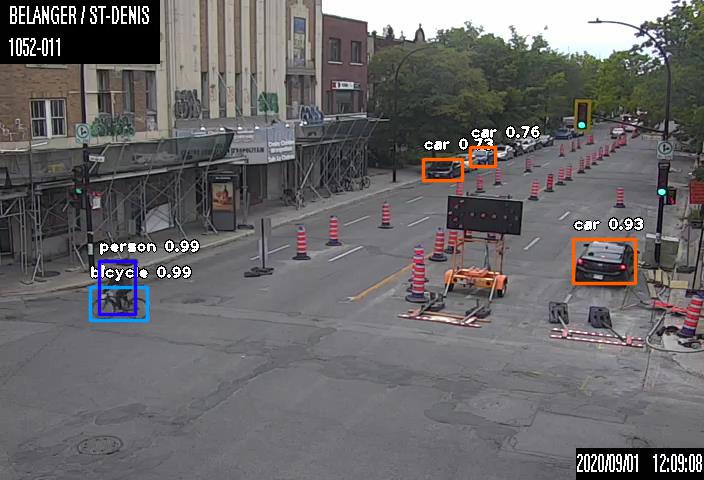 BELANGER / ST-DENIS
1052-011
car 0.76
car 0.73
METROPOLITAIN
car 0.93
person 0.99
bicycle 0.99
2020/09/01 12:09:08